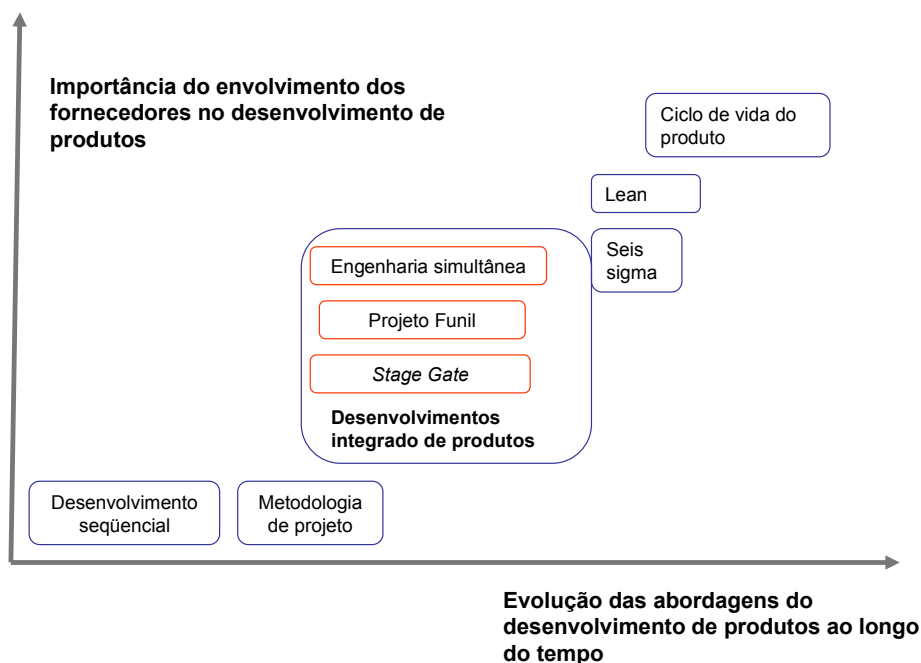 Importância do envolvimento dos
fornecedores no desenvolvimento de
produtos
Ciclo de vida do
produto
Lean
Seis
sigma
Engenharia simultânea
Projeto Funil
Stage Gate
Desenvolvimentos
integrado de produtos
Desenvolvimento
seqüencial
Metodologia
de projeto
Evolução das abordagens do
desenvolvimento de produtos ao longo
do tempo